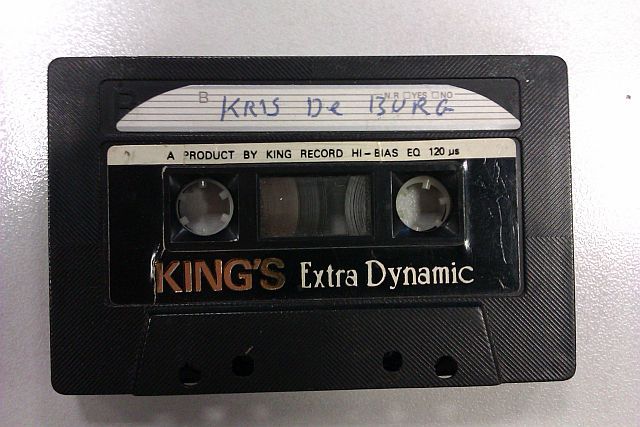 B
B N.R □YES □NO
KRIS De BURG
A PRODUCT BY KING RECORD HI-BIAS EQ 120 µs
KING'S Extra Dynamic